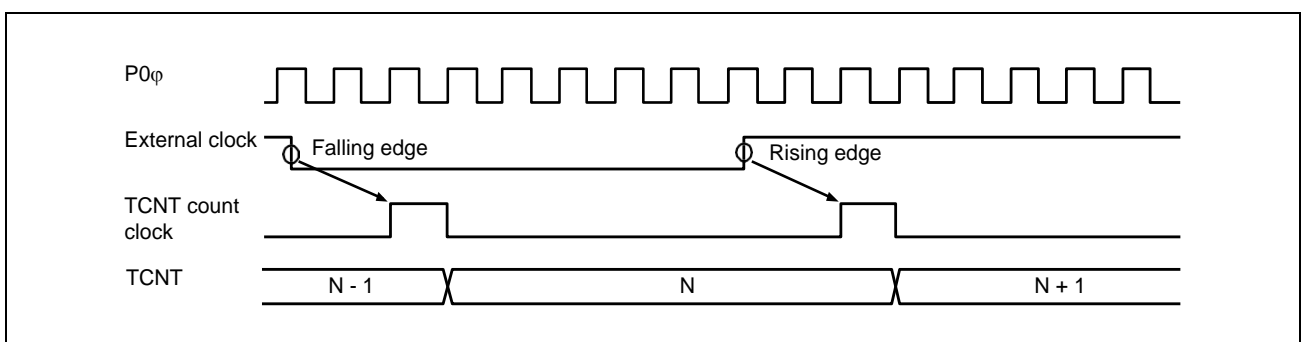 P0φ
External clock
Falling edge
Rising edge
TCNT count
clock
TCNT
N - 1
N
N + 1